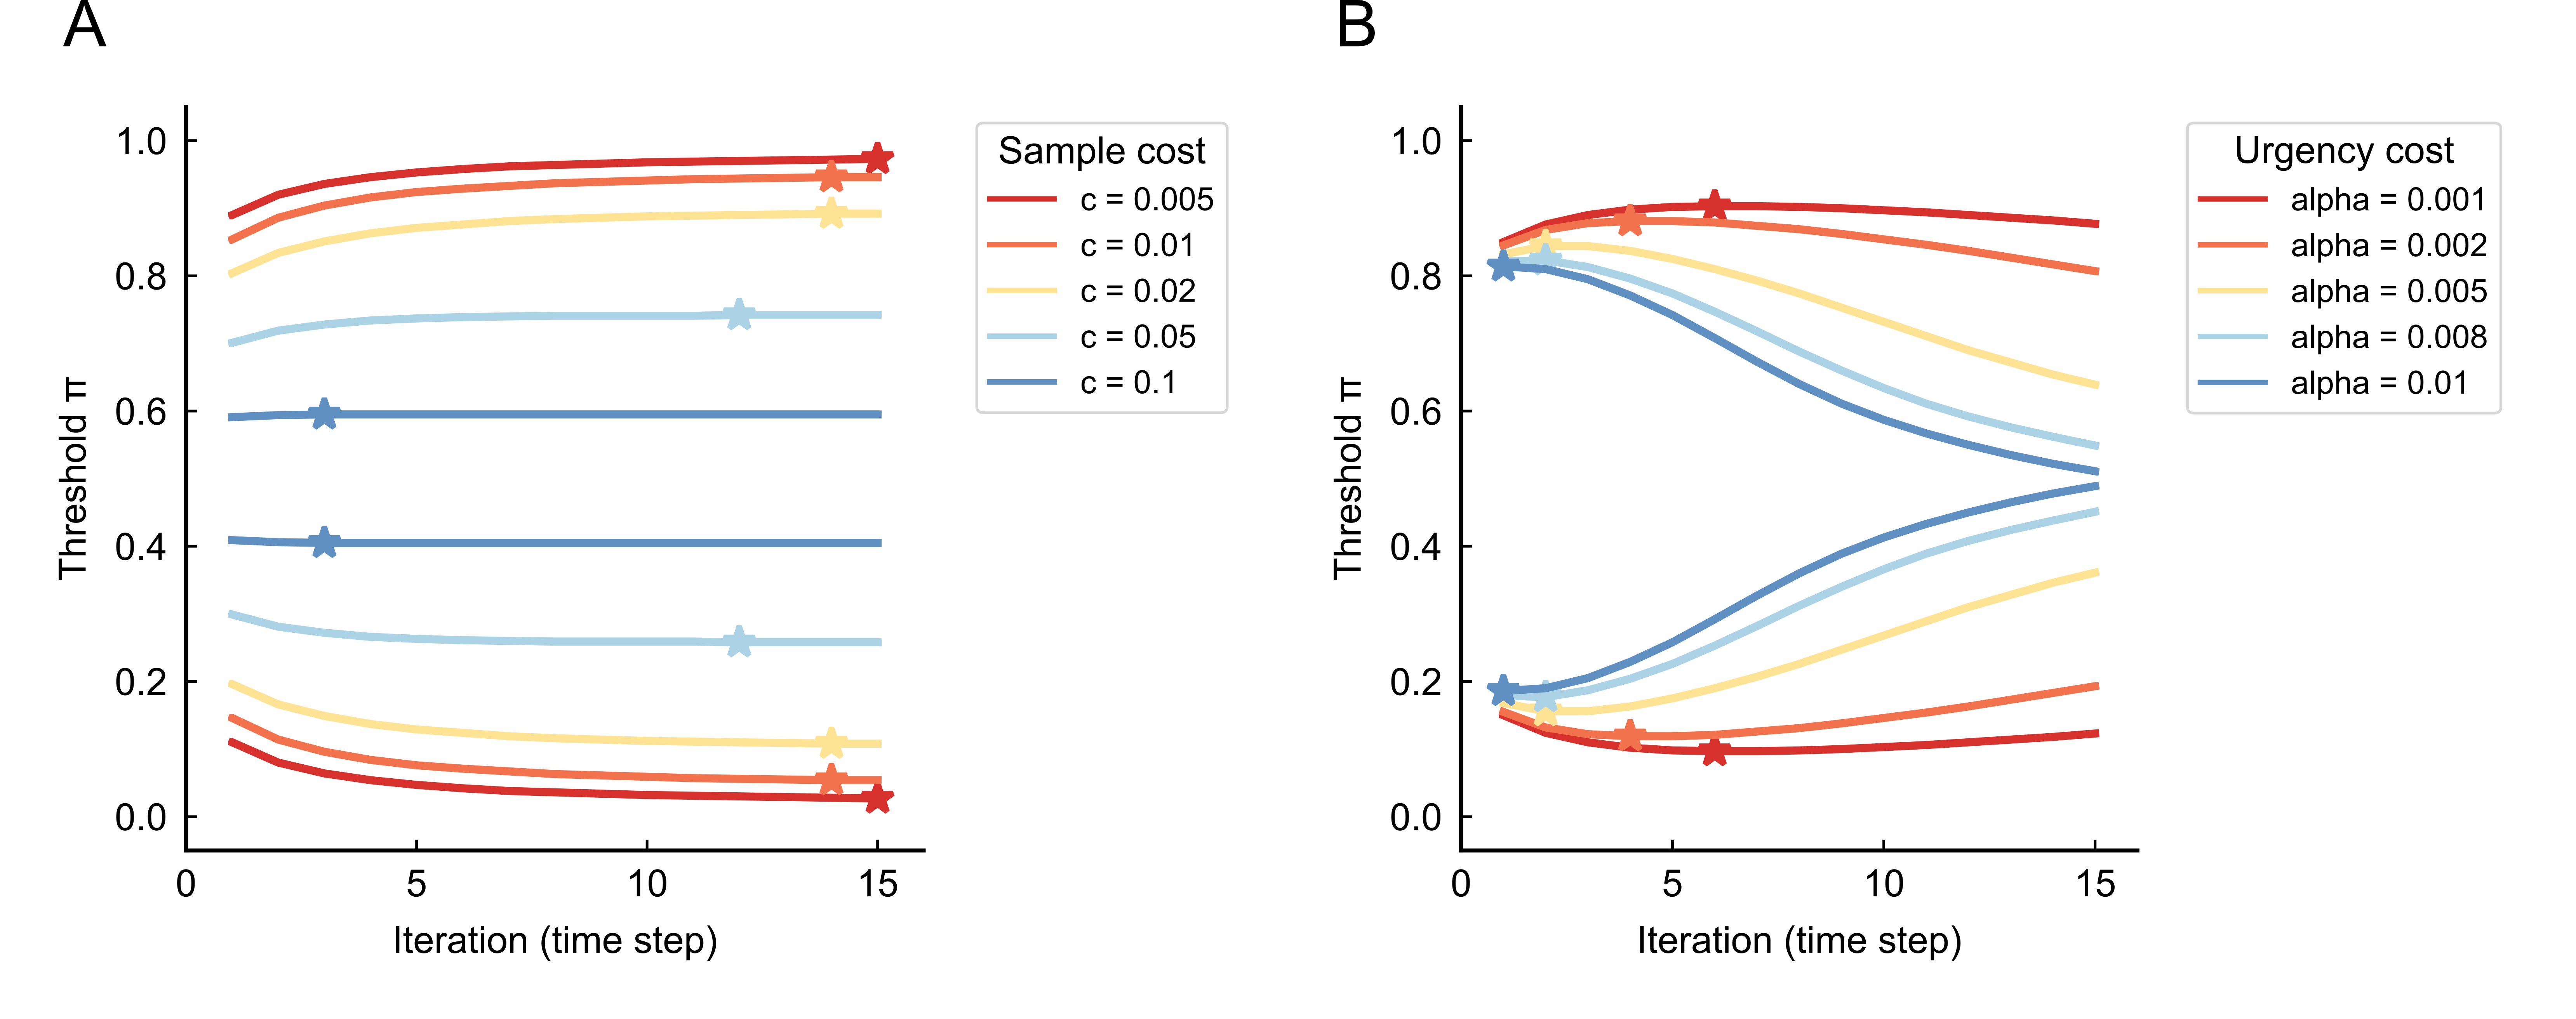 A
Threshold π
1.0
0.8
0.6
0.4
0.2
0.0
0
5
10
15
Iteration (time step)
Sample cost
c = 0.005
c = 0.01
c = 0.02
c = 0.05
c = 0.1
B
Threshold π
1.0
0.8
0.6
0.4
0.2
0.0
0
5
10
15
Iteration (time step)
Urgency cost
alpha = 0.001
alpha = 0.002
alpha = 0.005
alpha = 0.008
alpha = 0.01